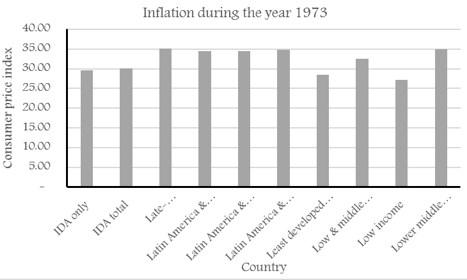 Inflation during the year 1973
Consumer price index
40.00
35.00
30.00
25.00
20.00
15.00
10.00
5.00
-
IDA only
IDA total
Late-...
Latin America &...
Latin America &...
Latin America &...
Least developed...
Low & middle...
Low income
Lower middle...
Country